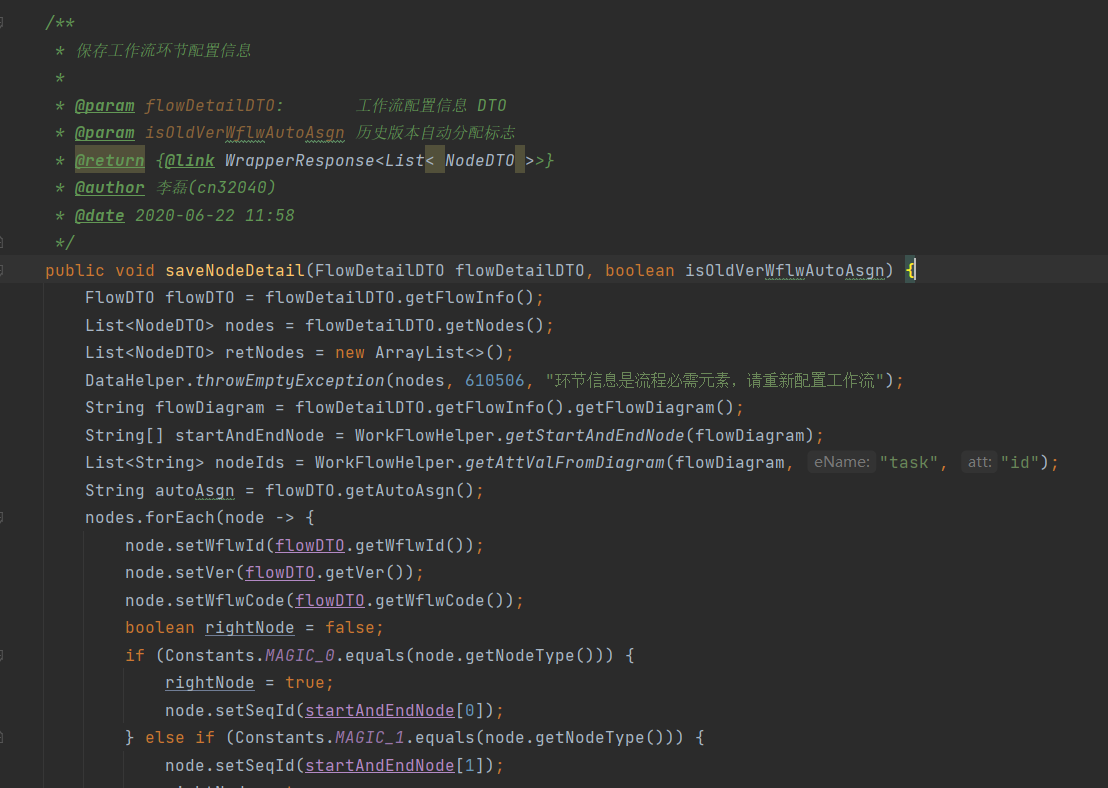 /**
* 保存工作流环节配置信息
*
* @param flowDetailDTO: 工作流配置信息 DTO
* @param isOldVerWflwAutoAsgn 历史版本自动分配标志
* @return {@link WrapperResponse<List< NodeDTO >>}
* @author 李磊(cn32040)
* @date 2020-06-22 11:58
*/
public void saveNodeDetail(FlowDetailDTO flowDetailDTO, boolean isOldVerWflwAutoAsgn) {
FlowDTO flowDTO = flowDetailDTO.getFlowInfo();
List<NodeDTO> nodes = flowDetailDTO.getNodes();
List<NodeDTO> retNodes = new ArrayList<>();
DataHelper.throwEmptyException(nodes, 610506, "环节信息是流程必需元素，请重新配置工作流");
String flowDiagram = flowDetailDTO.getFlowInfo().getFlowDiagram();
String[] startAndEndNode = WorkFlowHelper.getStartAndEndNode(flowDiagram);
List<String> nodeIds = WorkFlowHelper.getAttValFromDiagram(flowDiagram, eName: "task", att: "id");
String autoAsgn = flowDTO.getAutoAsgn();
nodes.forEach(node -> {
node.setWflwId(flowDTO.getWflwId());
node.setVer(flowDTO.getVer());
node.setWflwCode(flowDTO.getWflwCode());
boolean rightNode = false;
if (Constants.MAGIC_0.equals(node.getNodeType())) {
rightNode = true;
node.setSeqId(startAndEndNode[0]);
} else if (Constants.MAGIC_1.equals(node.getNodeType())) {
node.setSeqId(startAndEndNode[1]);